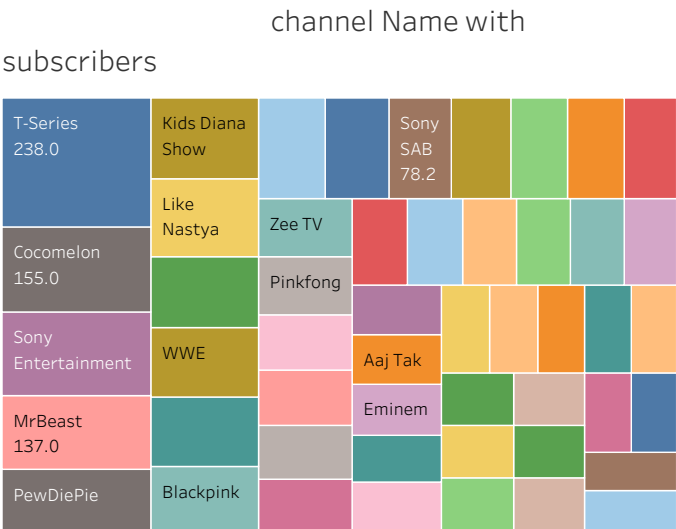 channel Name with
subscribers
T-Series
238.0
Cocomelon
155.0
Sony
Entertainment
MrBeast
137.0
PewDiePie
Kids Diana
Show
Like
Nastya
WWE
Blackpink
Zee TV
Pinkfong
Sony
SAB
78.2
Aaj Tak
Eminem